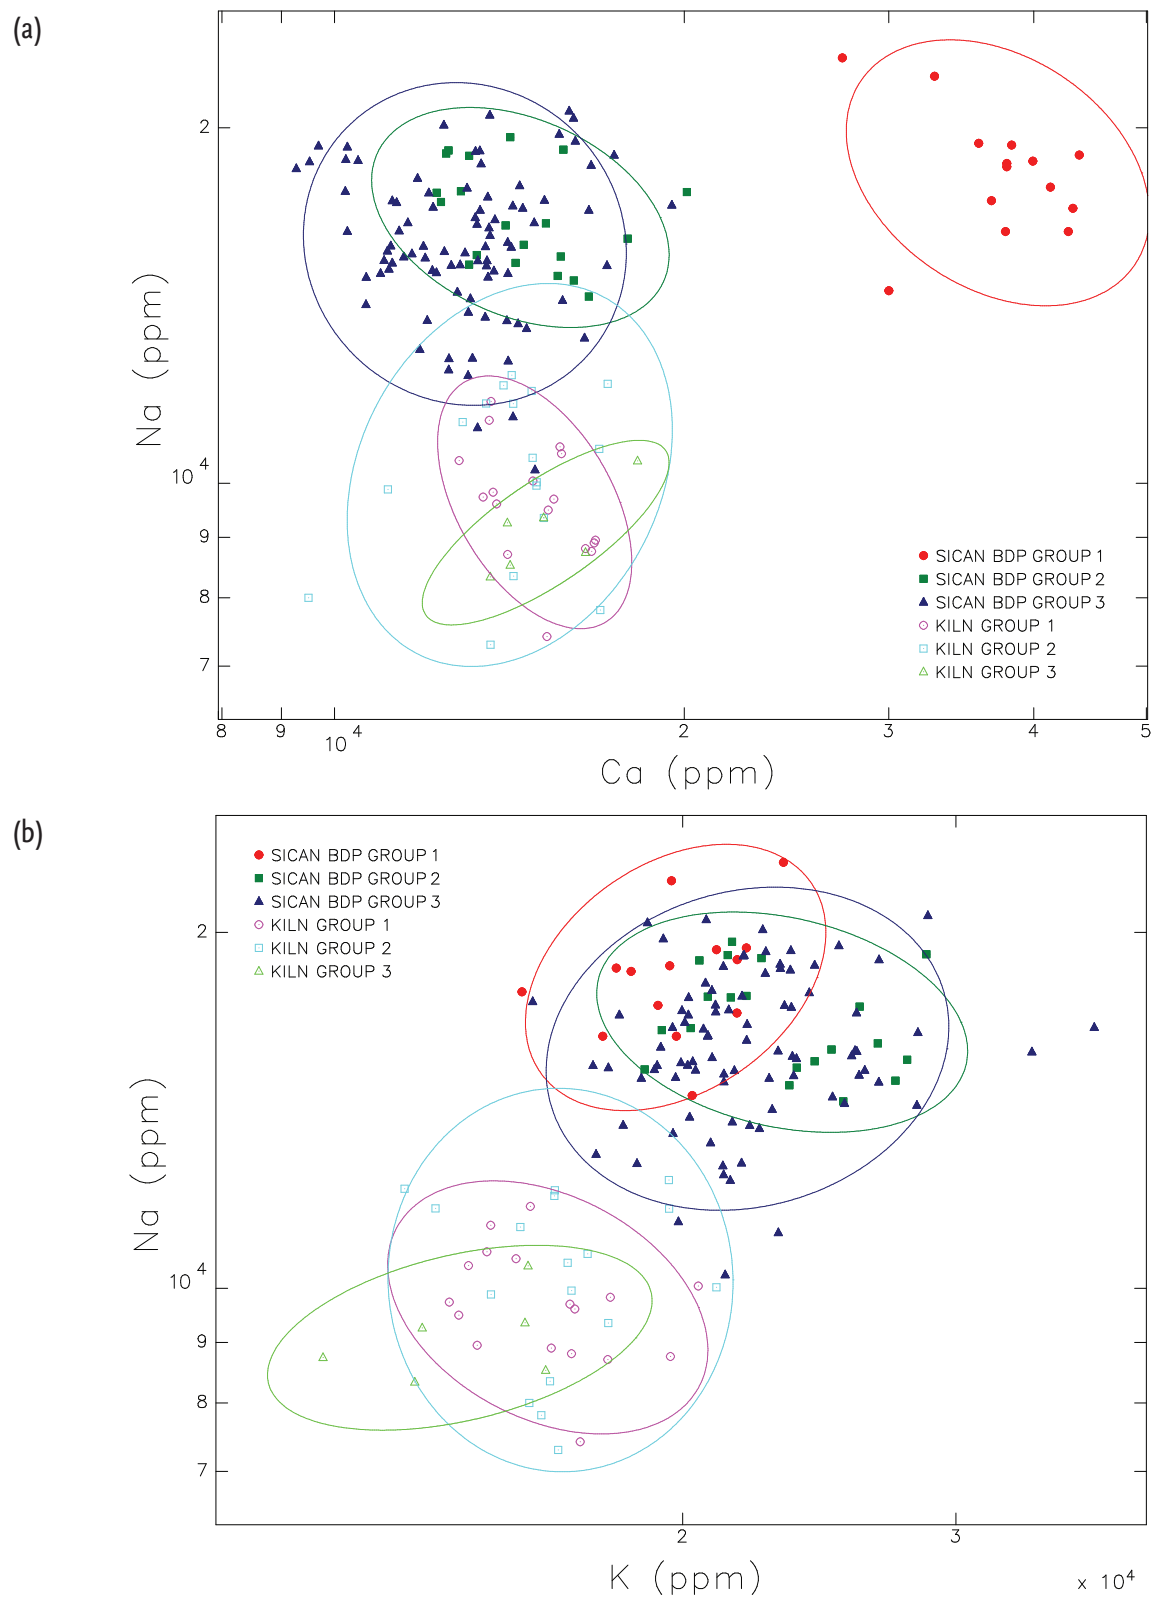 (a)
2
10 4
9
8
7
Na (ppm)
SICAN BDP GROUP 1
SICAN BDP GROUP 2
SICAN BDP GROUP 3
KILN GROUP 1
KILN GROUP 2
KILN GROUP 3
8 9 10 4 2 3 4 5
Ca (ppm)
(b)
SICAN BDP GROUP 1
SICAN BDP GROUP 2
SICAN BDP GROUP 3
KILN GROUP 1
KILN GROUP 2
KILN GROUP 3
2
10 4
9
8
7
Na (ppm)
2 3
K (ppm)
x 10 4